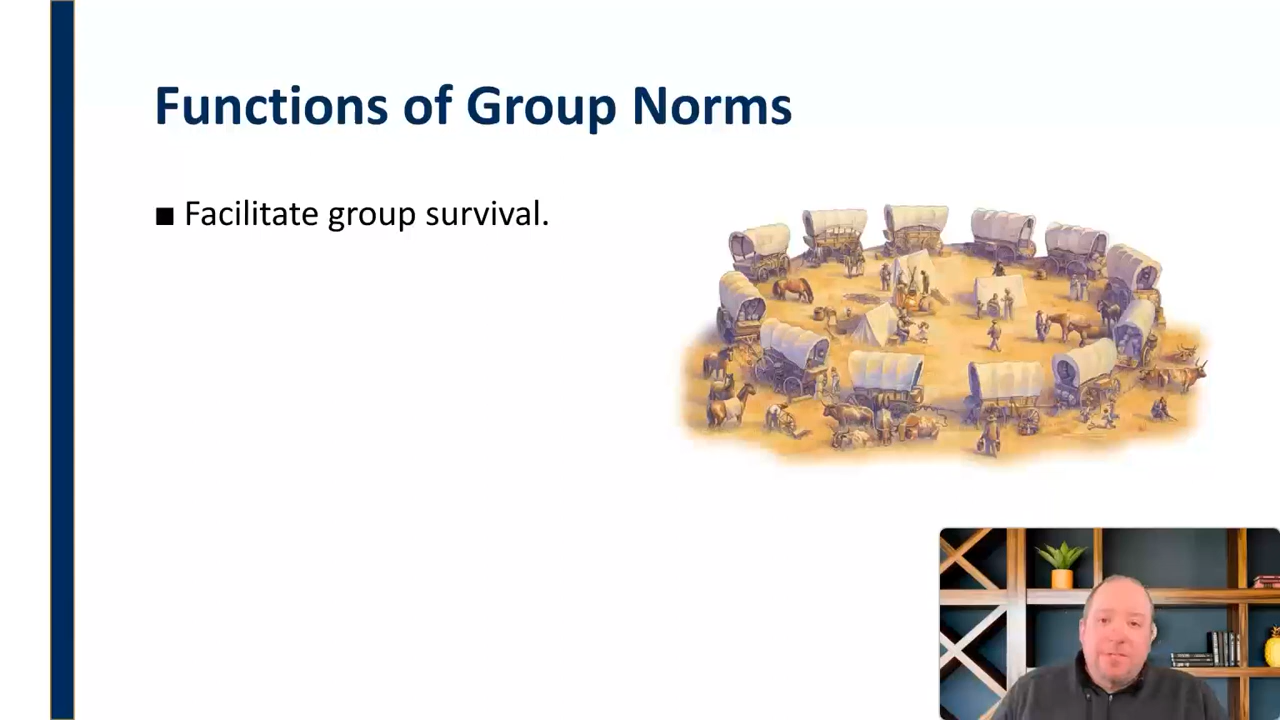 Functions of Group Norms
■ Facilitate group survival.